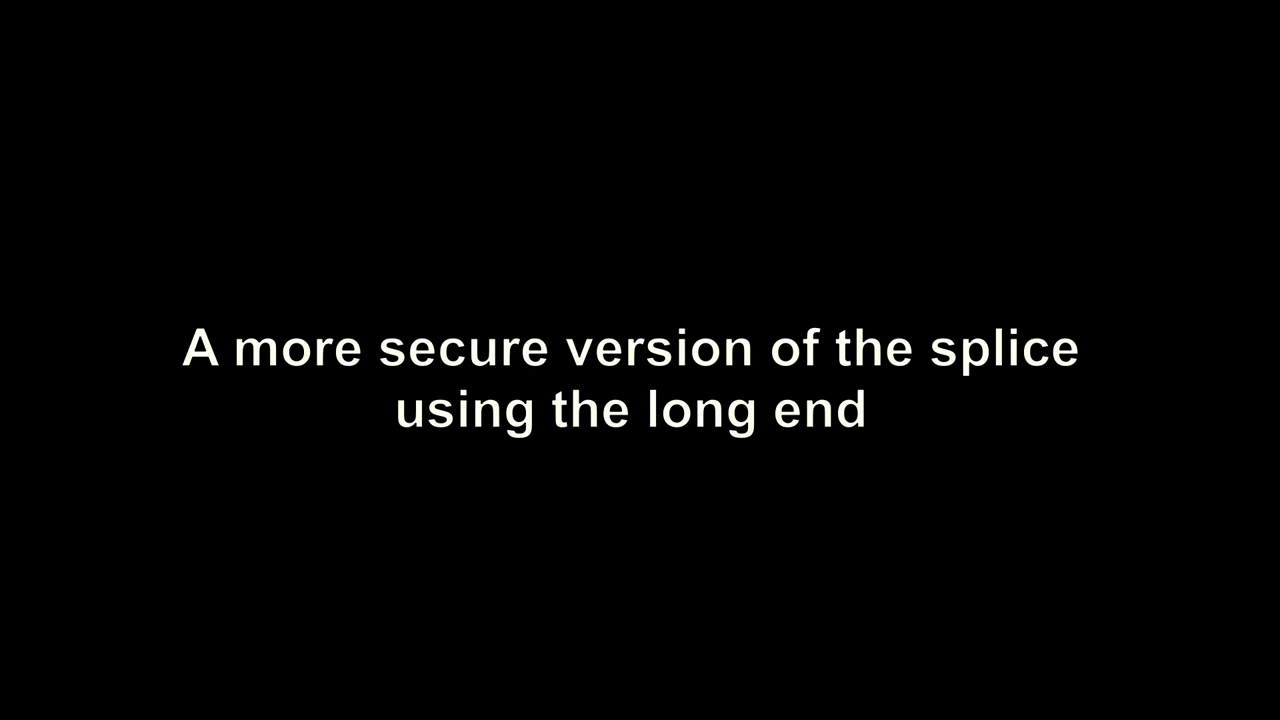 A more secure version of the splice
using the long end